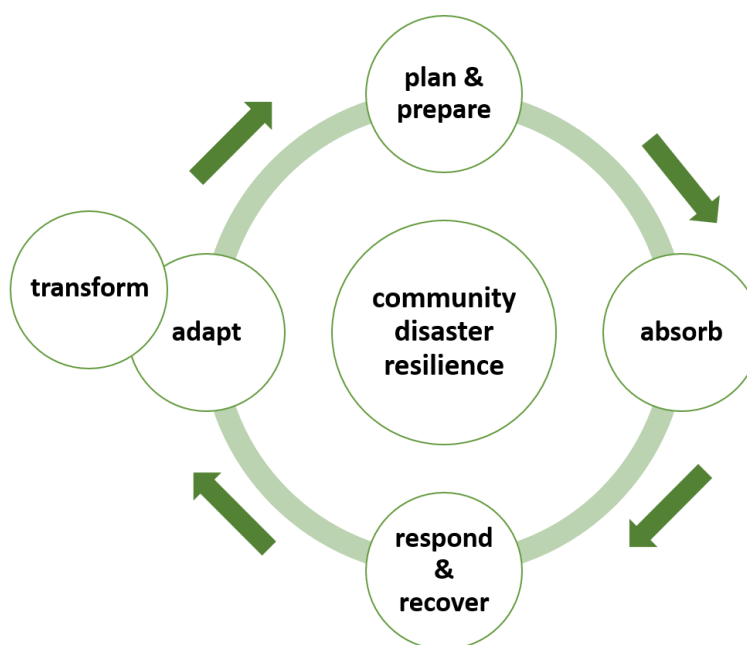 plan &
prepare
transform
adapt
community
disaster
resilience
absorb
respond
&
recover